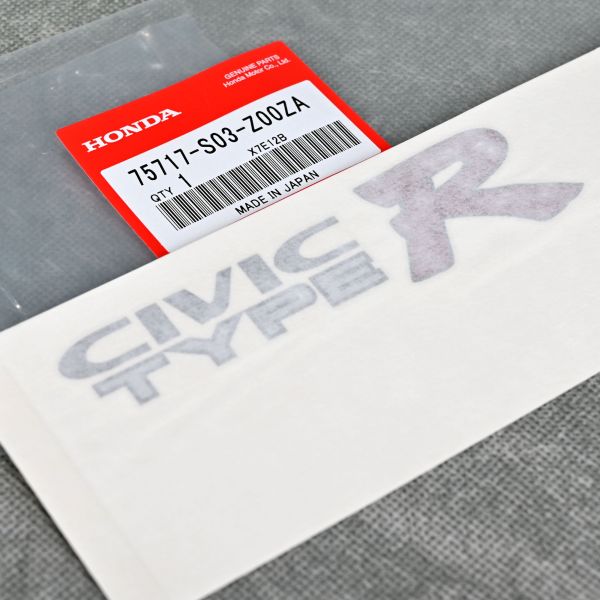 GENUINE PARTS
Honda Motor Co., Ltd.
HONDA
75717-S03-Z00ZA
QTY 1
X7E12B
MADE IN JAPAN
CIVIC
TYPE R